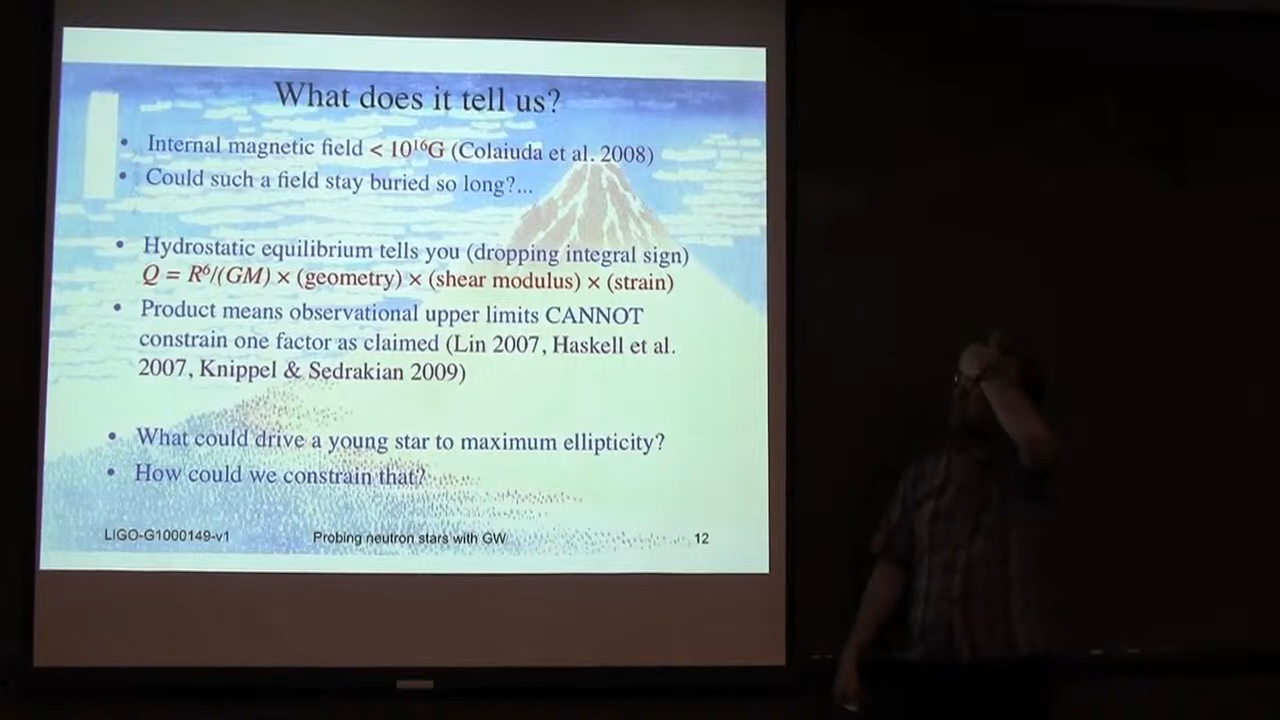 What does it tell us?
• Internal magnetic field < 10¹⁶G (Colaiuda et al. 2008)
• Could such a field stay buried so long?...
• Hydrostatic equilibrium tells you (dropping integral sign)
Q = R⁶/(GM) × (geometry) × (shear modulus) × (strain)
• Product means observational upper limits CANNOT
constrain one factor as claimed (Lin 2007, Haskell et al.
2007, Knippel & Sedrakian 2009)
• What could drive a young star to maximum ellipticity?
• How could we constrain that?
LIGO-G1000149-v1 Probing neutron stars with GW 12